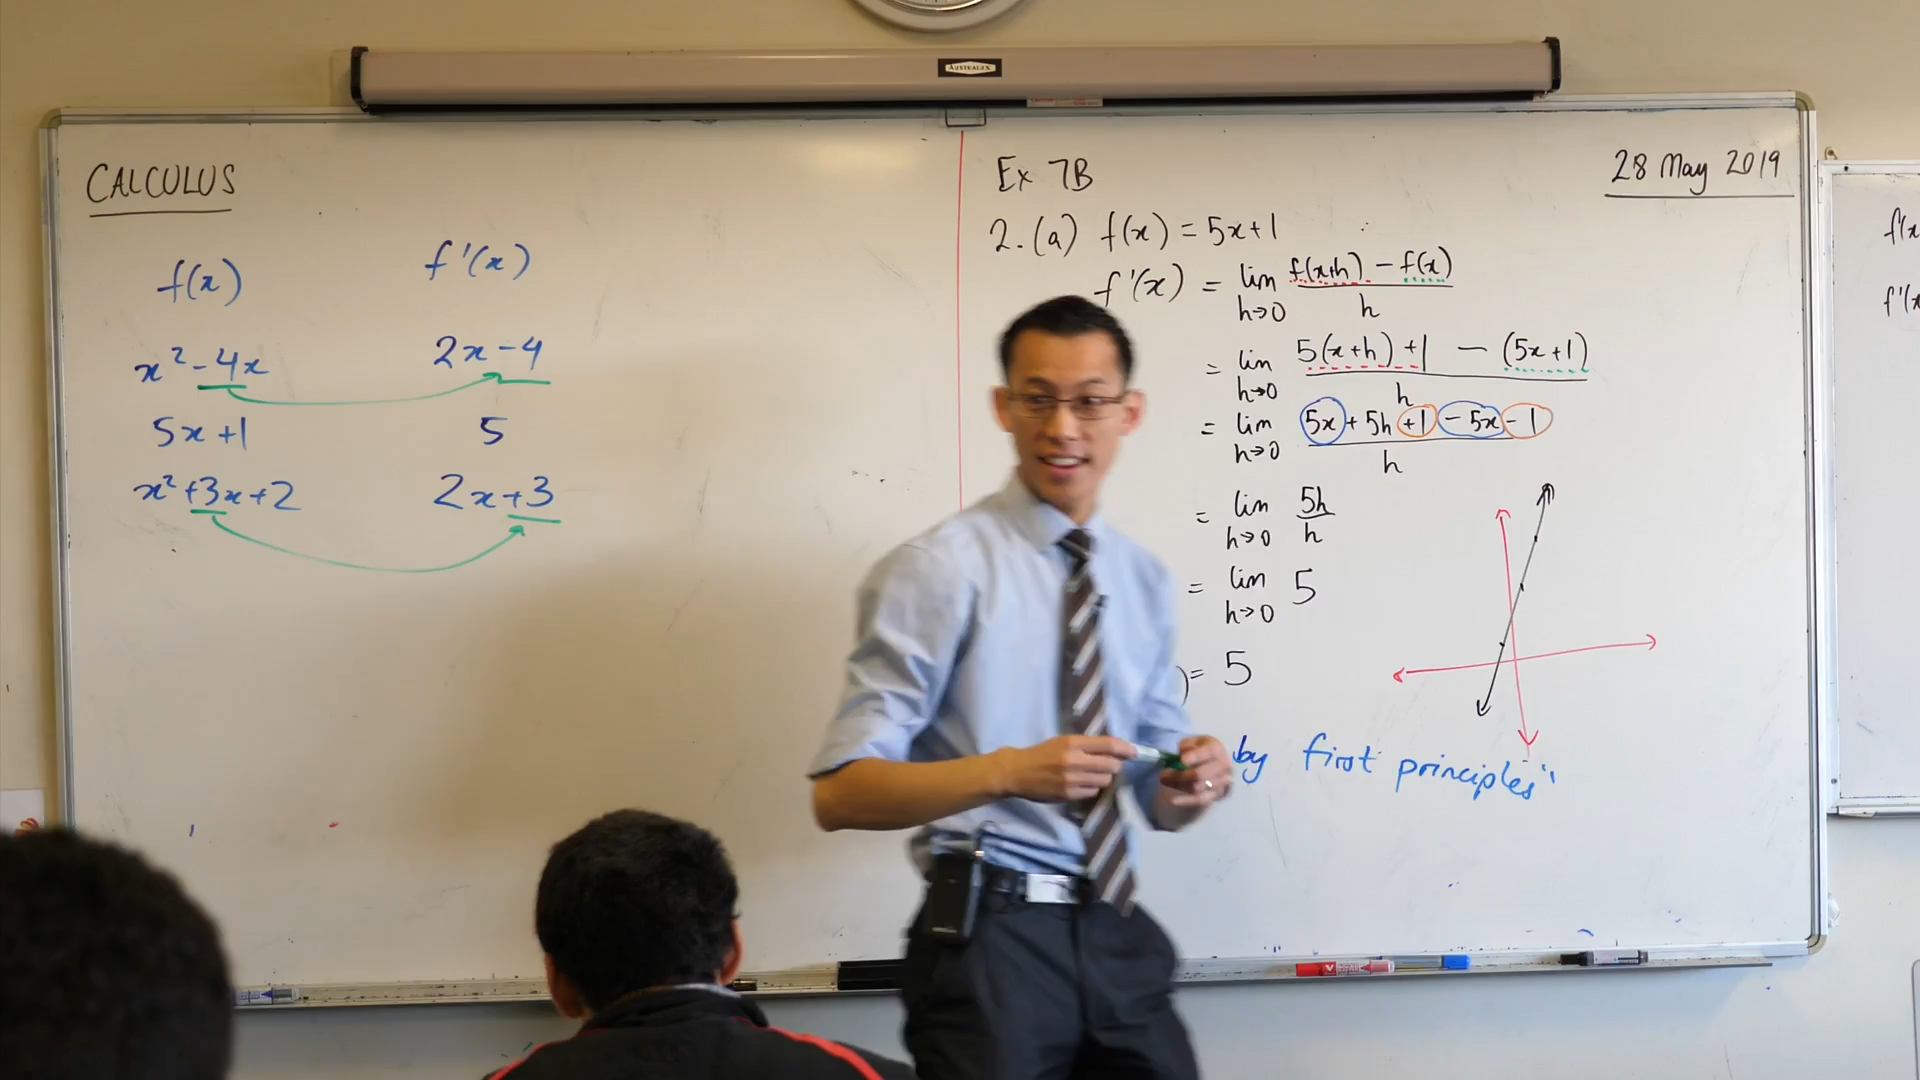 AUSTRALEX
CALCULUS
f(x) f'(x)
x² - 4x 2x - 4
5x + 1 5
x² + 3x + 2 2x + 3
Ex 7B
28 May 2019
2. (a) f(x) = 5x + 1
f'(x) = lim h→0 f(x+h) - f(x) / h
= lim h→0 5(x+h) + 1 - (5x+1) / h
= lim h→0 5x + 5h + 1 - 5x - 1 / h
= lim h→0 5h / h
= lim h→0 5
) = 5
by first principles"
f(x
f'(x